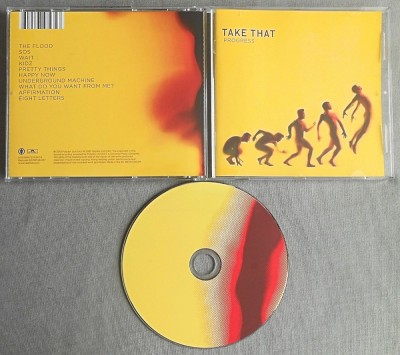 THE FLOOD
SOS
WAIT
KIDZ
PRETTY THINGS
HAPPY NOW
UNDERGROUND MACHINE
WHAT DO YOU WANT FROM ME?
AFFIRMATION
EIGHT LETTERS
TAKE THAT
PROGRESS